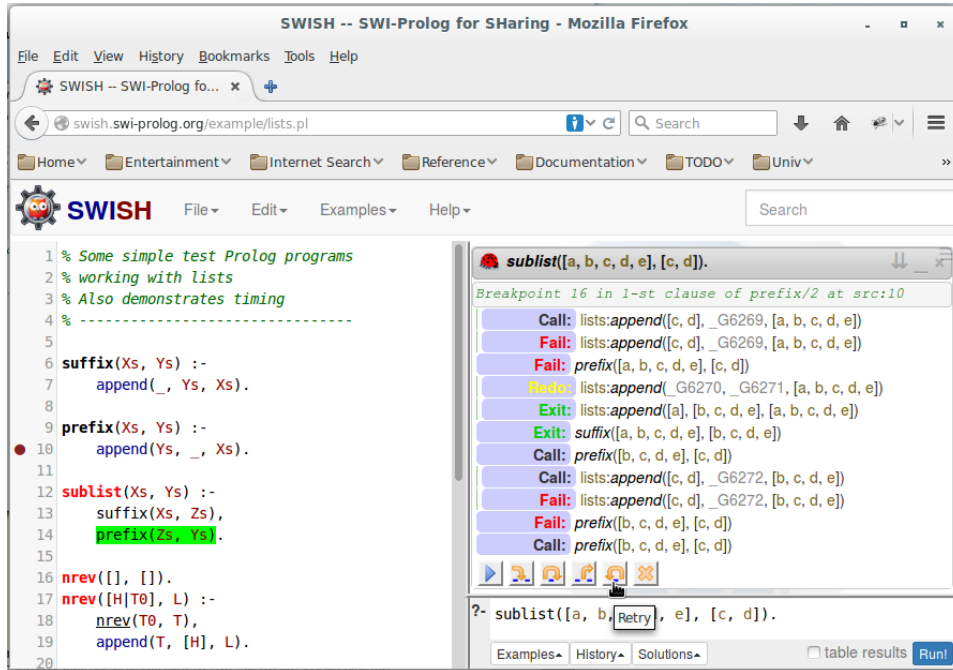 SWISH -- SWI-Prolog for SHaring - Mozilla Firefox
File Edit View History Bookmarks Tools Help
SWISH -- SWI-Prolog fo...
swish.swi-prolog.org/example/lists.pl
Search
Home Entertainment Internet Search Reference Documentation TODO Univ »
SWISH File Edit Examples Help Search
1 % Some simple test Prolog programs
2 % working with lists
3 % Also demonstrates timing
4 % --------------------------------
5
6 suffix(Xs, Ys) :-
7 append(_, Ys, Xs).
8
9 prefix(Xs, Ys) :-
10 append(Ys, _, Xs).
11
12 sublist(Xs, Ys) :-
13 suffix(Xs, Zs),
14 prefix(Zs, Ys).
15
16 nrev([], []).
17 nrev([H|T0], L) :-
18 nrev(T0, T),
19 append(T, [H], L).
20
sublist([a, b, c, d, e], [c, d]).
Breakpoint 16 in 1-st clause of prefix/2 at src:10
Call: lists:append([c, d], _G6269, [a, b, c, d, e])
Fail: lists:append([c, d], _G6269, [a, b, c, d, e])
Fail: prefix([a, b, c, d, e], [c, d])
Redo: lists:append(_G6270, _G6271, [a, b, c, d, e])
Exit: lists:append([a], [b, c, d, e], [a, b, c, d, e])
Exit: suffix([a, b, c, d, e], [b, c, d, e])
Call: prefix([b, c, d, e], [c, d])
Call: lists:append([c, d], _G6272, [b, c, d, e])
Fail: lists:append([c, d], _G6272, [b, c, d, e])
Fail: prefix([b, c, d, e], [c, d])
Call: prefix([b, c, d, e], [c, d])
?- sublist([a, b, , e], [c, d]).
Retry
Examples History Solutions table results Run!